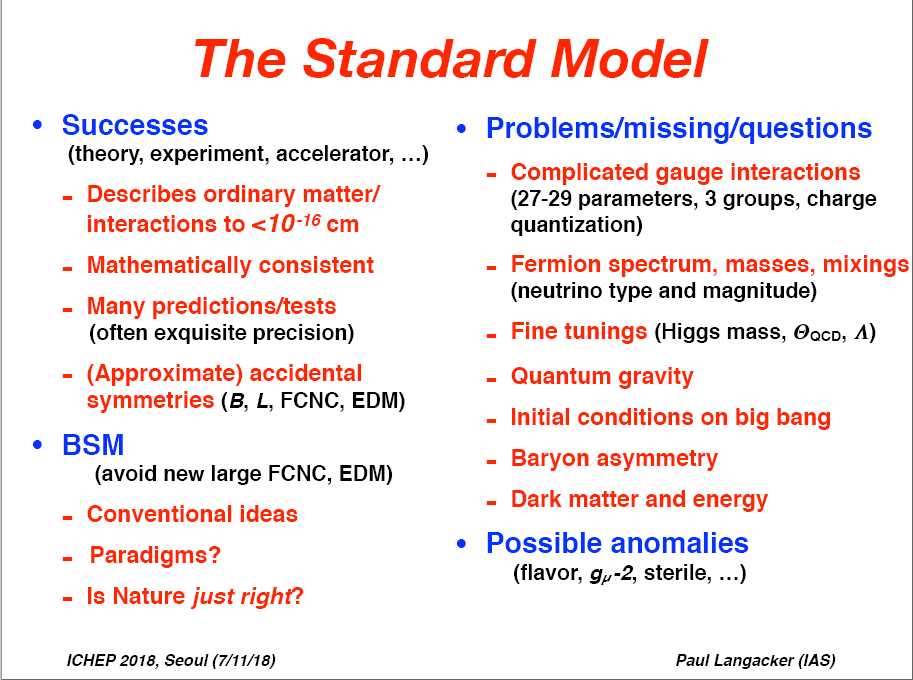 The Standard Model
• Successes
(theory, experiment, accelerator, …)
- Describes ordinary matter/
interactions to <10⁻¹⁶ cm
- Mathematically consistent
- Many predictions/tests
(often exquisite precision)
- (Approximate) accidental
symmetries (B, L, FCNC, EDM)
• BSM
(avoid new large FCNC, EDM)
- Conventional ideas
- Paradigms?
- Is Nature just right?
• Problems/missing/questions
- Complicated gauge interactions
(27-29 parameters, 3 groups, charge
quantization)
- Fermion spectrum, masses, mixings
(neutrino type and magnitude)
- Fine tunings (Higgs mass, Θ_QCD, Λ)
- Quantum gravity
- Initial conditions on big bang
- Baryon asymmetry
- Dark matter and energy
• Possible anomalies
(flavor, g_μ-2, sterile, …)
ICHEP 2018, Seoul (7/11/18)
Paul Langacker (IAS)